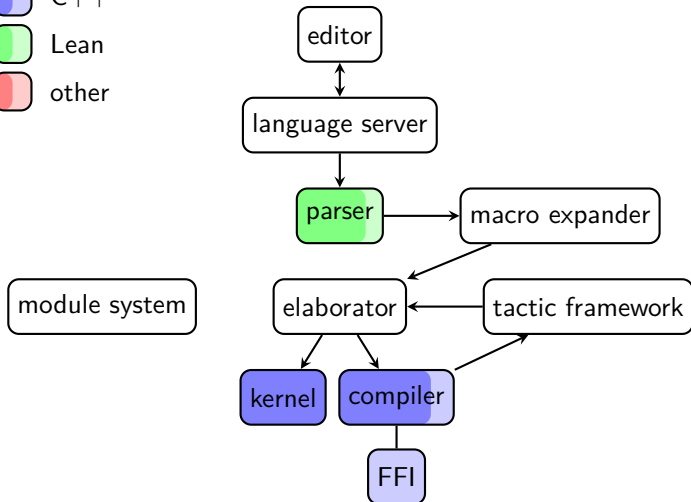 C++
Lean
other
editor
language server
parser
macro expander
module system
elaborator
tactic framework
kernel
compiler
FFI